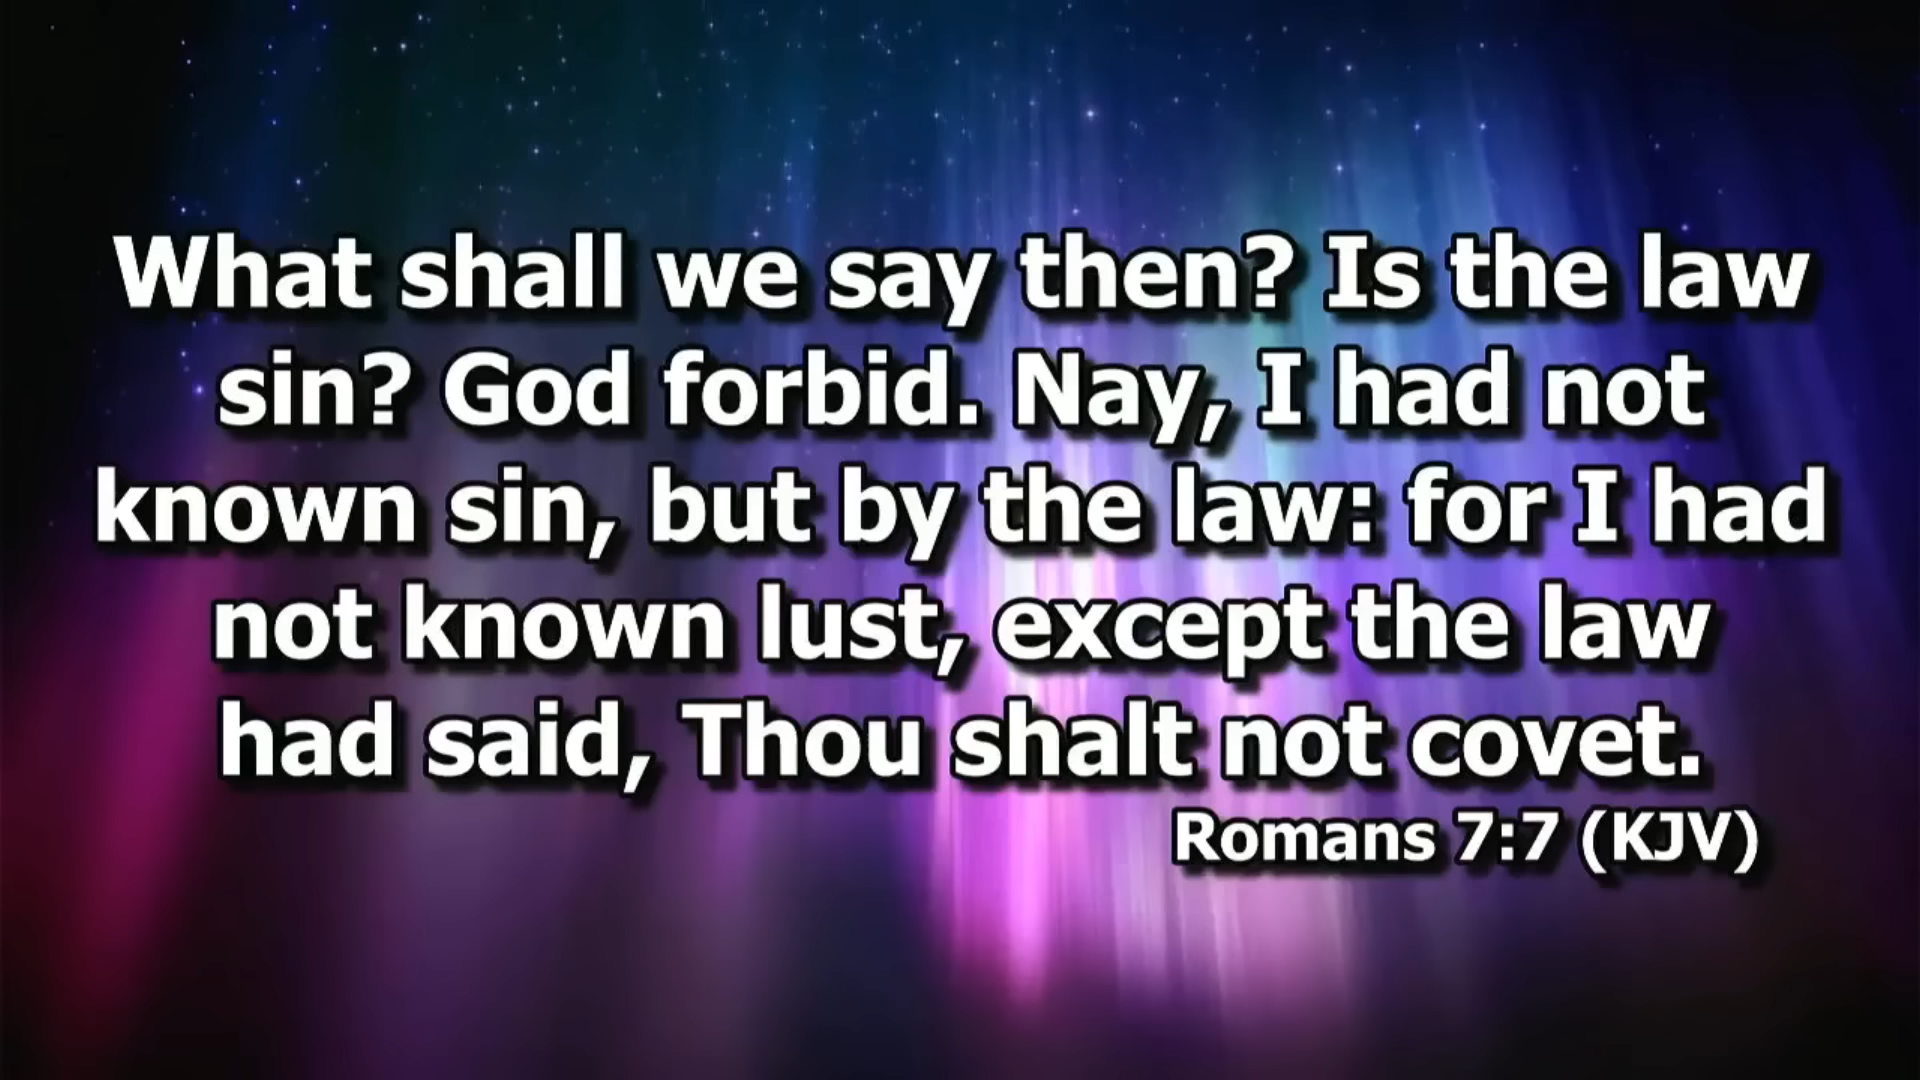 What shall we say then? Is the law
sin? God forbid. Nay, I had not
known sin, but by the law: for I had
not known lust, except the law
had said, Thou shalt not covet.
Romans 7:7 (KJV)